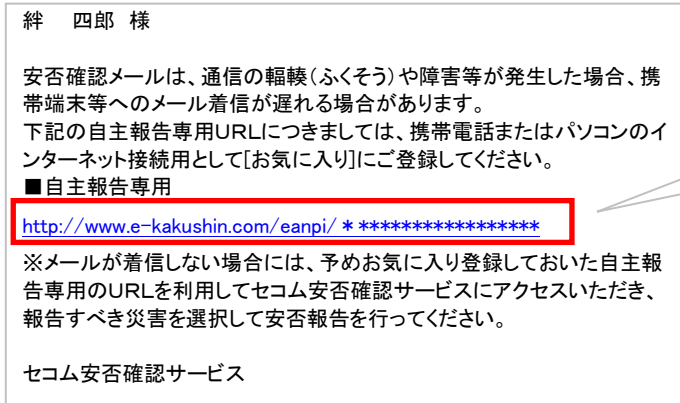 絆　四郎 様
安否確認メールは、通信の輻輳(ふくそう)や障害等が発生した場合、携
帯端末等へのメール着信が遅れる場合があります。
下記の自主報告専用URLにつきましては、携帯電話またはパソコンのイ
ンターネット接続用として[お気に入り]にご登録してください。
■自主報告専用
http://www.e-kakushin.com/eanpi/＊*****************
※メールが着信しない場合には、予めお気に入り登録しておいた自主報
告専用のURLを利用してセコム安否確認サービスにアクセスいただき、
報告すべき災害を選択して安否報告を行ってください。
セコム安否確認サービス